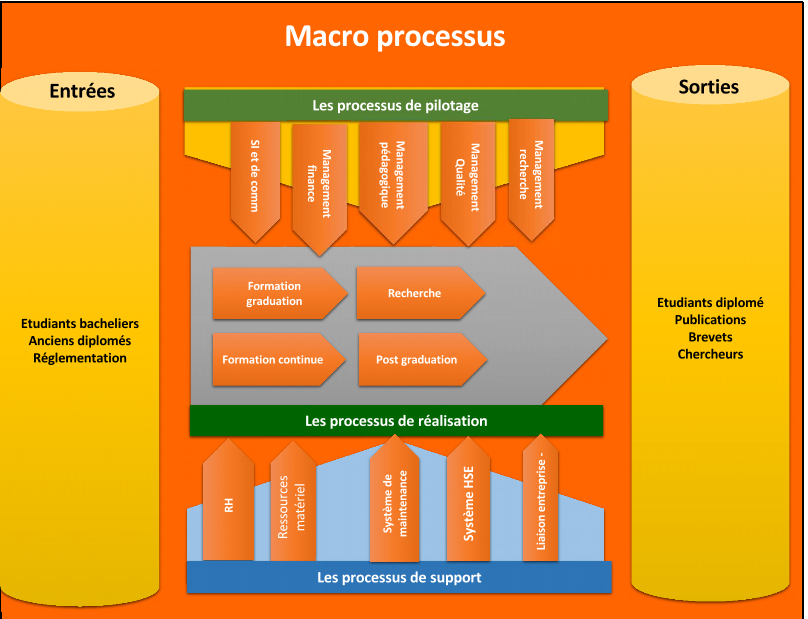 Macro processus
Entrées
Sorties
Les processus de pilotage
SI et de comm
Management
finance
Management
pédagogique
Management
Qualité
Management
recherche
Formation
graduation
Recherche
Formation continue
Post graduation
Etudiants bacheliers
Anciens diplomés
Réglementation
Etudiants diplomé
Publications
Brevets
Chercheurs
Les processus de réalisation
RH
Ressources
matériel
Système de
maintenance
Système HSE
Liaison entreprise -
Les processus de support